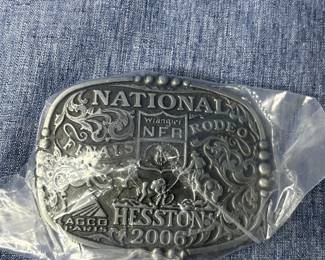 NATIONAL
Wrangler
NFR
FINALS RODEO
HESSTON
AGCO
PARTS
2006